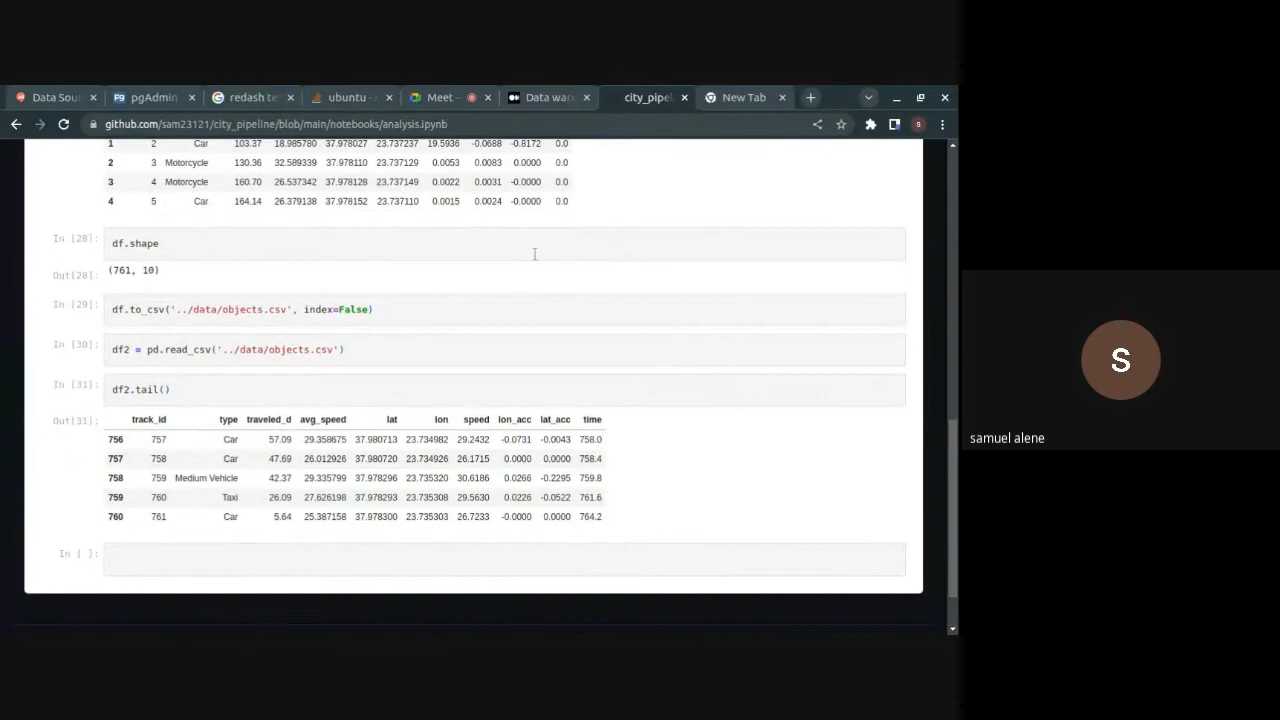 Data Sour
pgAdmin
redash te
ubuntu -
Meet -
Data war
city_pipel
New Tab
github.com/sam23121/city_pipeline/blob/main/notebooks/analysis.ipynb
1 2 Car 103.37 18.985780 37.978027 23.737237 19.5936 -0.0688 -0.8172 0.0
2 3 Motorcycle 130.36 32.589339 37.978110 23.737129 0.0053 0.0083 0.0000 0.0
3 4 Motorcycle 160.70 26.537342 37.978128 23.737149 0.0022 0.0031 -0.0000 0.0
4 5 Car 164.14 26.379138 37.978152 23.737110 0.0015 0.0024 -0.0000 0.0
In [28]: df.shape
Out[28]: (761, 10)
In [29]: df.to_csv('../data/objects.csv', index=False)
In [30]: df2 = pd.read_csv('../data/objects.csv')
In [31]: df2.tail()
Out[31]: track_id type traveled_d avg_speed lat lon speed lon_acc lat_acc time
756 757 Car 57.09 29.358675 37.980713 23.734982 29.2432 -0.0731 -0.0043 758.0
757 758 Car 47.69 26.012926 37.980720 23.734926 26.1715 0.0000 0.0000 758.4
758 759 Medium Vehicle 42.37 29.335799 37.978296 23.735320 30.6186 0.0266 -0.2295 759.8
759 760 Taxi 26.09 27.626198 37.978293 23.735308 29.5630 0.0226 -0.0522 761.6
760 761 Car 5.64 25.387158 37.978300 23.735303 26.7233 -0.0000 0.0000 764.2
In [ ]:
S
samuel alene